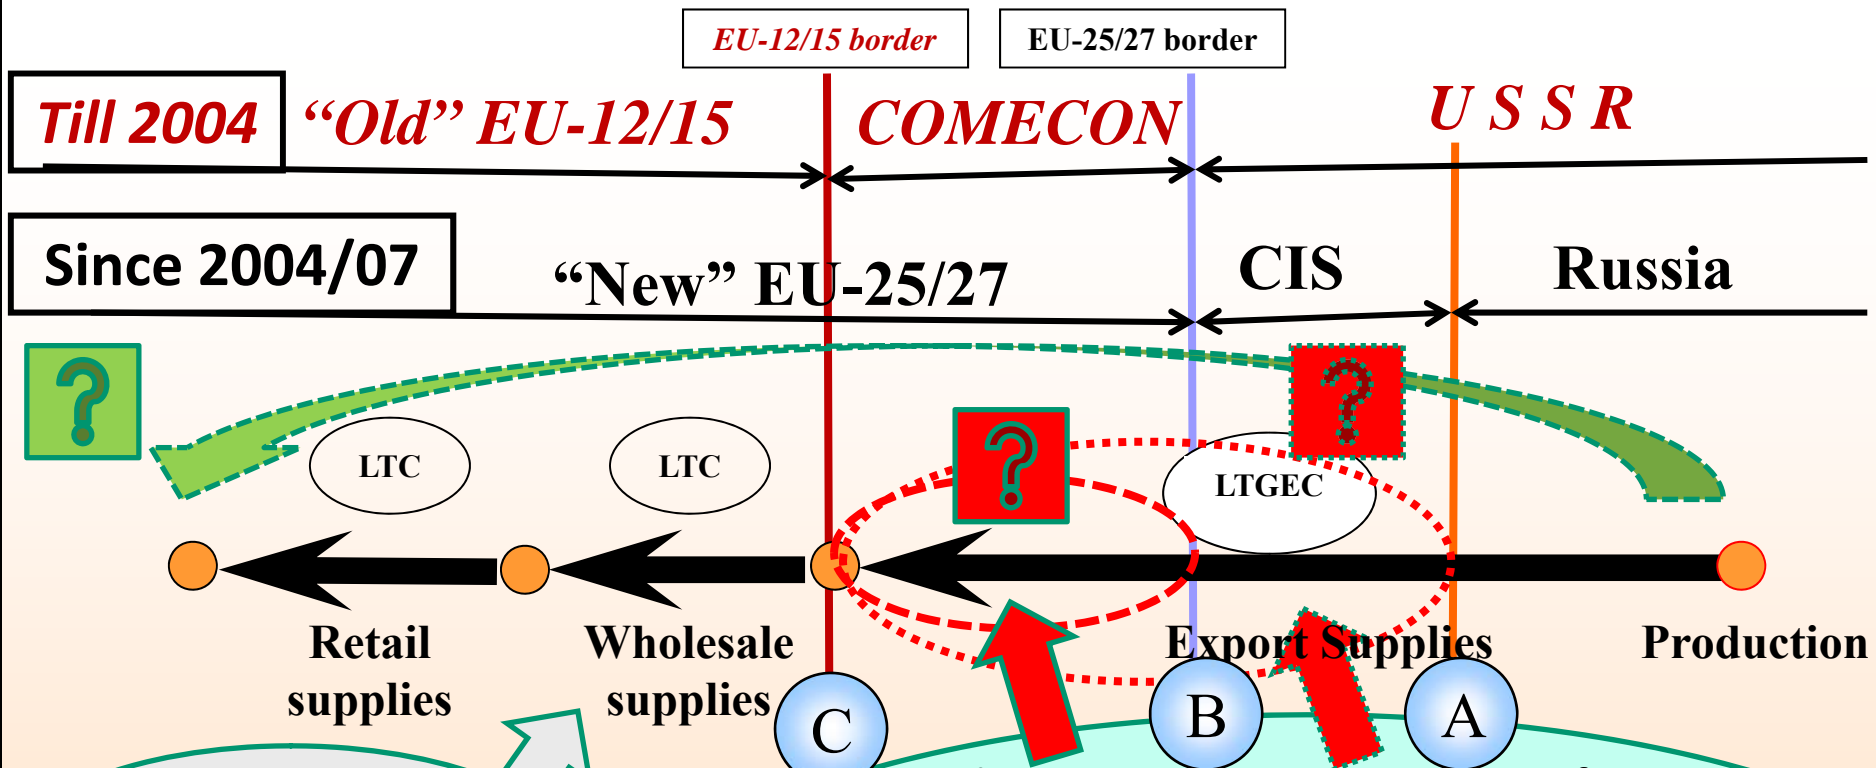 EU-12/15 border
EU-25/27 border
Till 2004
“Old” EU-12/15
COMECON
U S S R
Since 2004/07
“New” EU-25/27
CIS
Russia
?
?
?
LTC
LTC
LTGEC
Retail
supplies
Wholesale
supplies
Export Supplies
Production
C
B
A